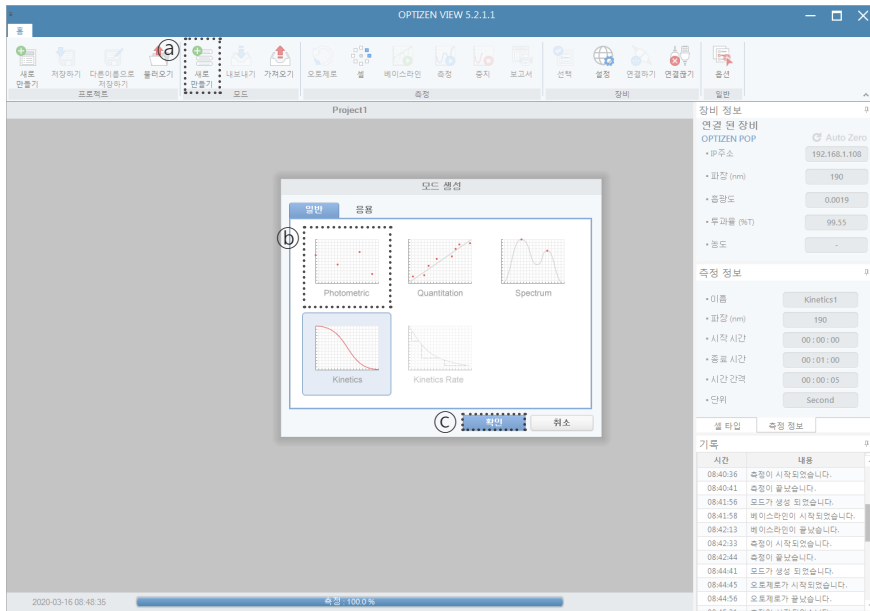 OPTIZEN VIEW 5.2.1.1
홈
ⓐ
새로 만들기
저장하기
다른이름으로 저장하기
불러오기
새로 만들기
내보내기
가져오기
오토제로
셀
베이스라인
측정
중지
보고서
선택
설정
연결하기
연결끊기
옵션
프로젝트
모드
측정
장비
일반
Project1
모드 생성
일반
응용
ⓑ
Photometric
Quantitation
Spectrum
Kinetics
Kinetics Rate
ⓒ
확인
취소
장비 정보
연결 된 장비
OPTIZEN POP
Auto Zero
•IP주소 192.168.1.108
•파장 (nm) 190
•흡광도 0.0019
•투과율 (%T) 99.55
•농도 -
측정 정보
•이름 Kinetics1
•파장 (nm) 190
•시작 시간 00 : 00 : 00
•종료 시간 00 : 01 : 00
•시간 간격 00 : 00 : 05
•단위 Second
셀 타입
측정 정보
기록
시간 내용
08:40:36 측정이 시작되었습니다.
08:40:41 측정이 끝났습니다.
08:41:56 모드가 생성 되었습니다.
08:41:58 베이스라인이 시작되었습니다.
08:42:13 베이스라인이 끝났습니다.
08:42:33 측정이 시작되었습니다.
08:42:44 측정이 끝났습니다.
08:44:41 모드가 생성 되었습니다.
08:44:45 오토제로가 시작되었습니다.
08:44:56 오토제로가 끝났습니다.
2020-03-16 08:48:35
측정 : 100.0 %